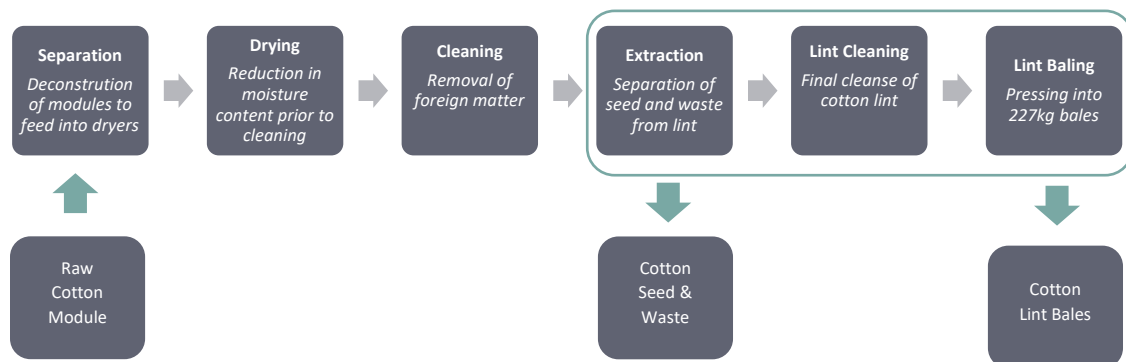 Separation
Deconstrution
of modules to
feed into dryers
Drying
Reduction in
moisture
content prior to
cleaning
Cleaning
Removal of
foreign matter
Extraction
Separation of
seed and waste
from lint
Lint Cleaning
Final cleanse of
cotton lint
Lint Baling
Pressing into
227kg bales
Raw
Cotton
Module
Cotton
Seed &
Waste
Cotton
Lint Bales